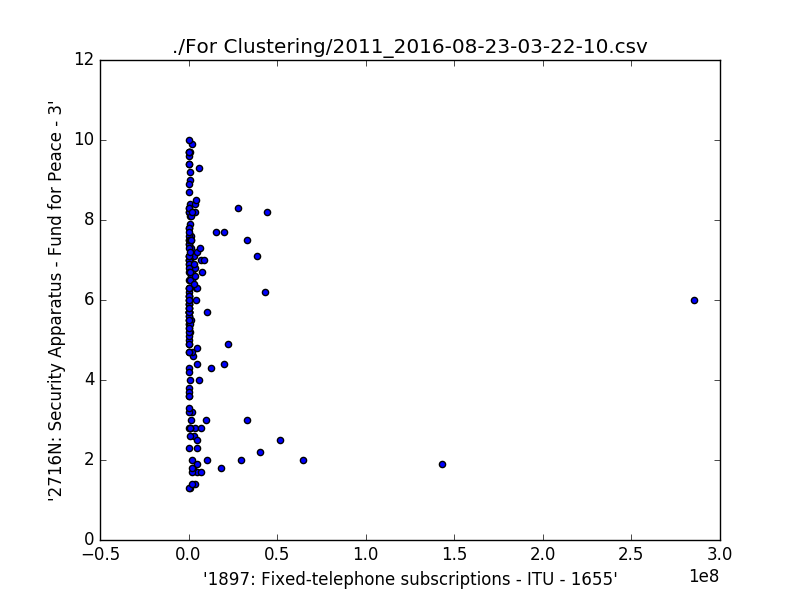 ./For Clustering/2011_2016-08-23-03-22-10.csv
12
10
8
6
4
2
0
'2716N: Security Apparatus - Fund for Peace - 3'
−0.5 0.0 0.5 1.0 1.5 2.0 2.5 3.0
1e8
'1897: Fixed-telephone subscriptions - ITU - 1655'